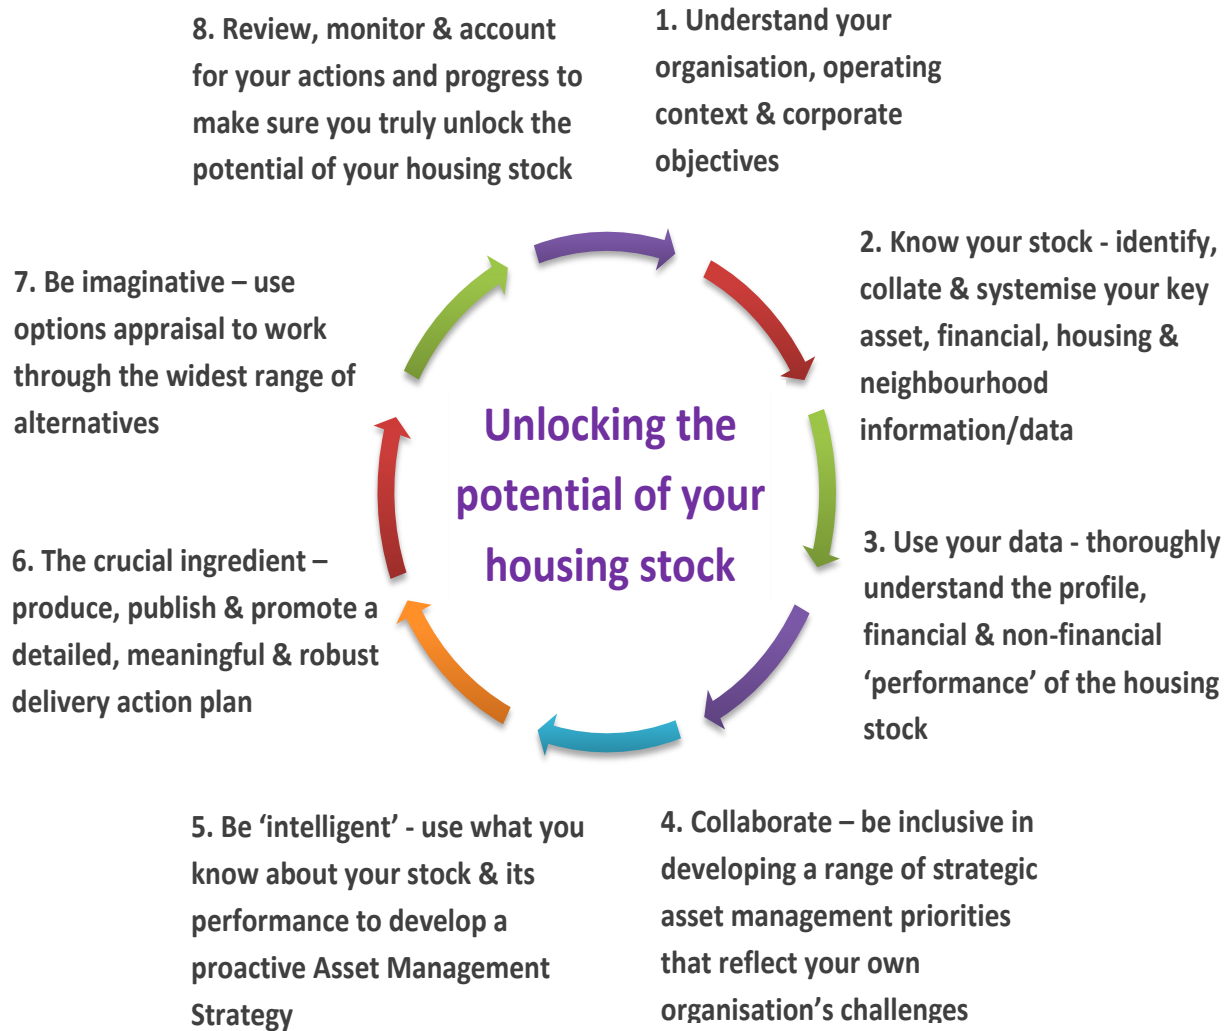 8. Review, monitor & account
for your actions and progress to
make sure you truly unlock the
potential of your housing stock
1. Understand your
organisation, operating
context & corporate
objectives
2. Know your stock - identify,
collate & systemise your key
asset, financial, housing &
neighbourhood
information/data
3. Use your data - thoroughly
understand the profile,
financial & non-financial
‘performance’ of the housing
stock
4. Collaborate – be inclusive in
developing a range of strategic
asset management priorities
that reflect your own
organisation’s challenges
5. Be ‘intelligent’ - use what you
know about your stock & its
performance to develop a
proactive Asset Management
Strategy
6. The crucial ingredient –
produce, publish & promote a
detailed, meaningful & robust
delivery action plan
7. Be imaginative – use
options appraisal to work
through the widest range of
alternatives
Unlocking the
potential of your
housing stock